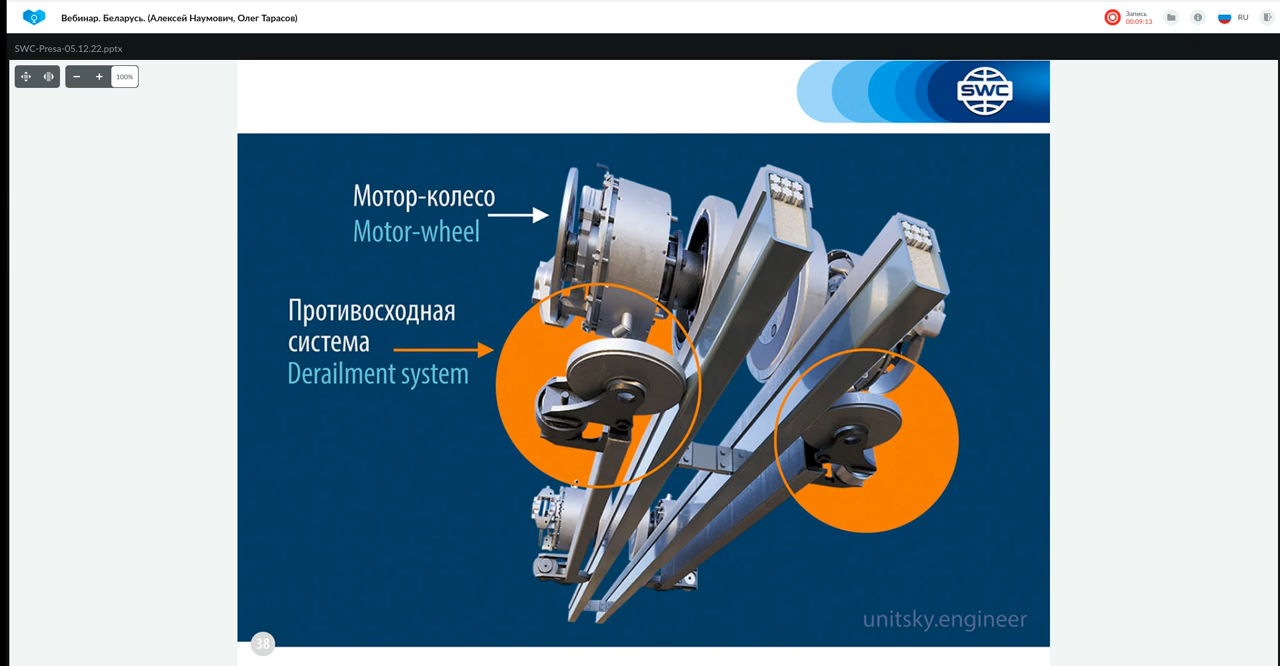 Вебинар. Беларусь. (Алексей Наумович, Олег Тарасов)
Запись
00:09:13
RU
SWC-Presa-05.12.22.pptx
100%
SWC
Мотор-колесо
Motor-wheel
Противосходная
система
Derailment system
unitsky.engineer
38